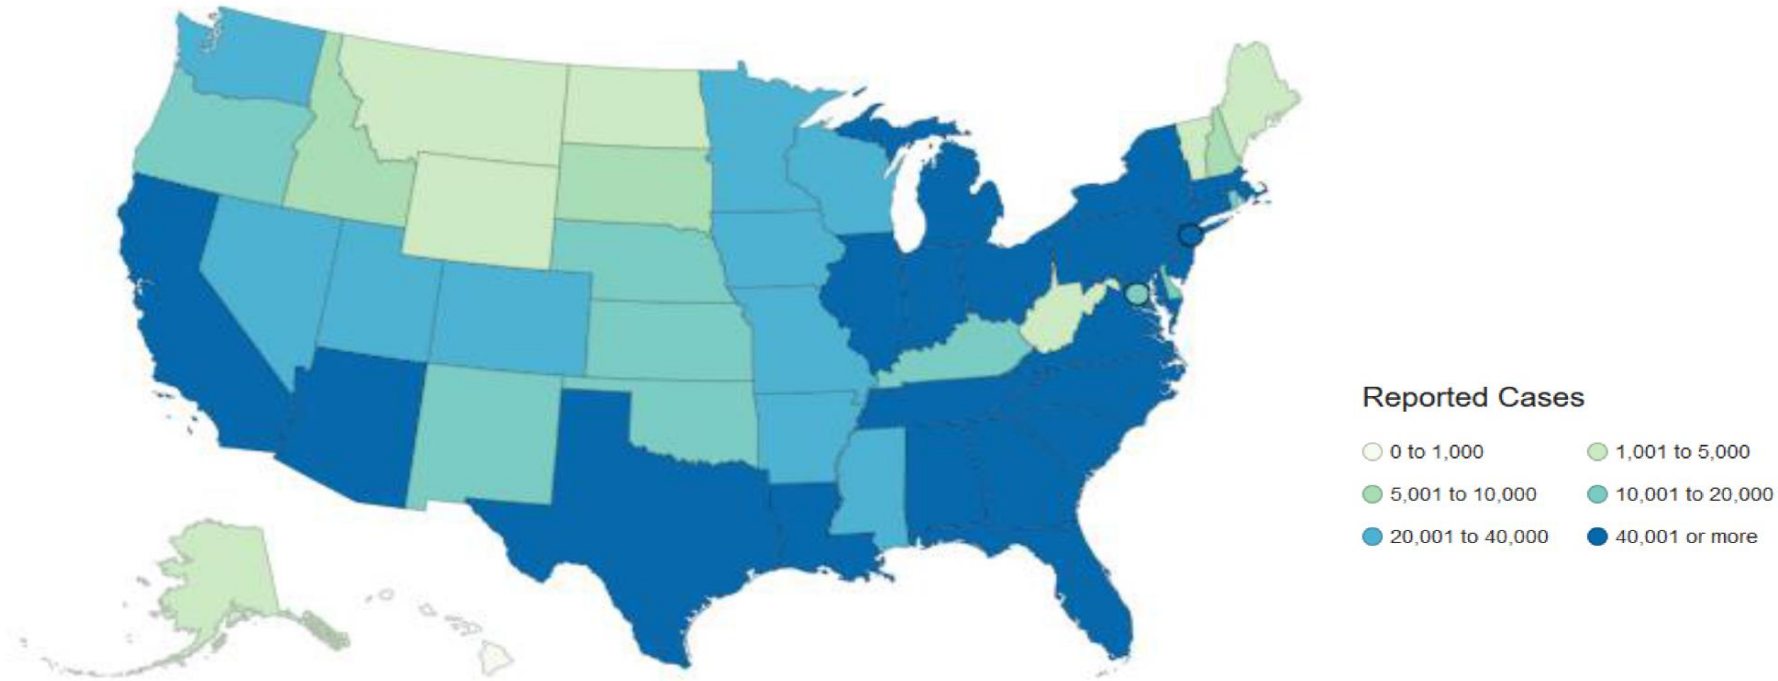 Reported Cases
0 to 1,000
1,001 to 5,000
5,001 to 10,000
10,001 to 20,000
20,001 to 40,000
40,001 or more